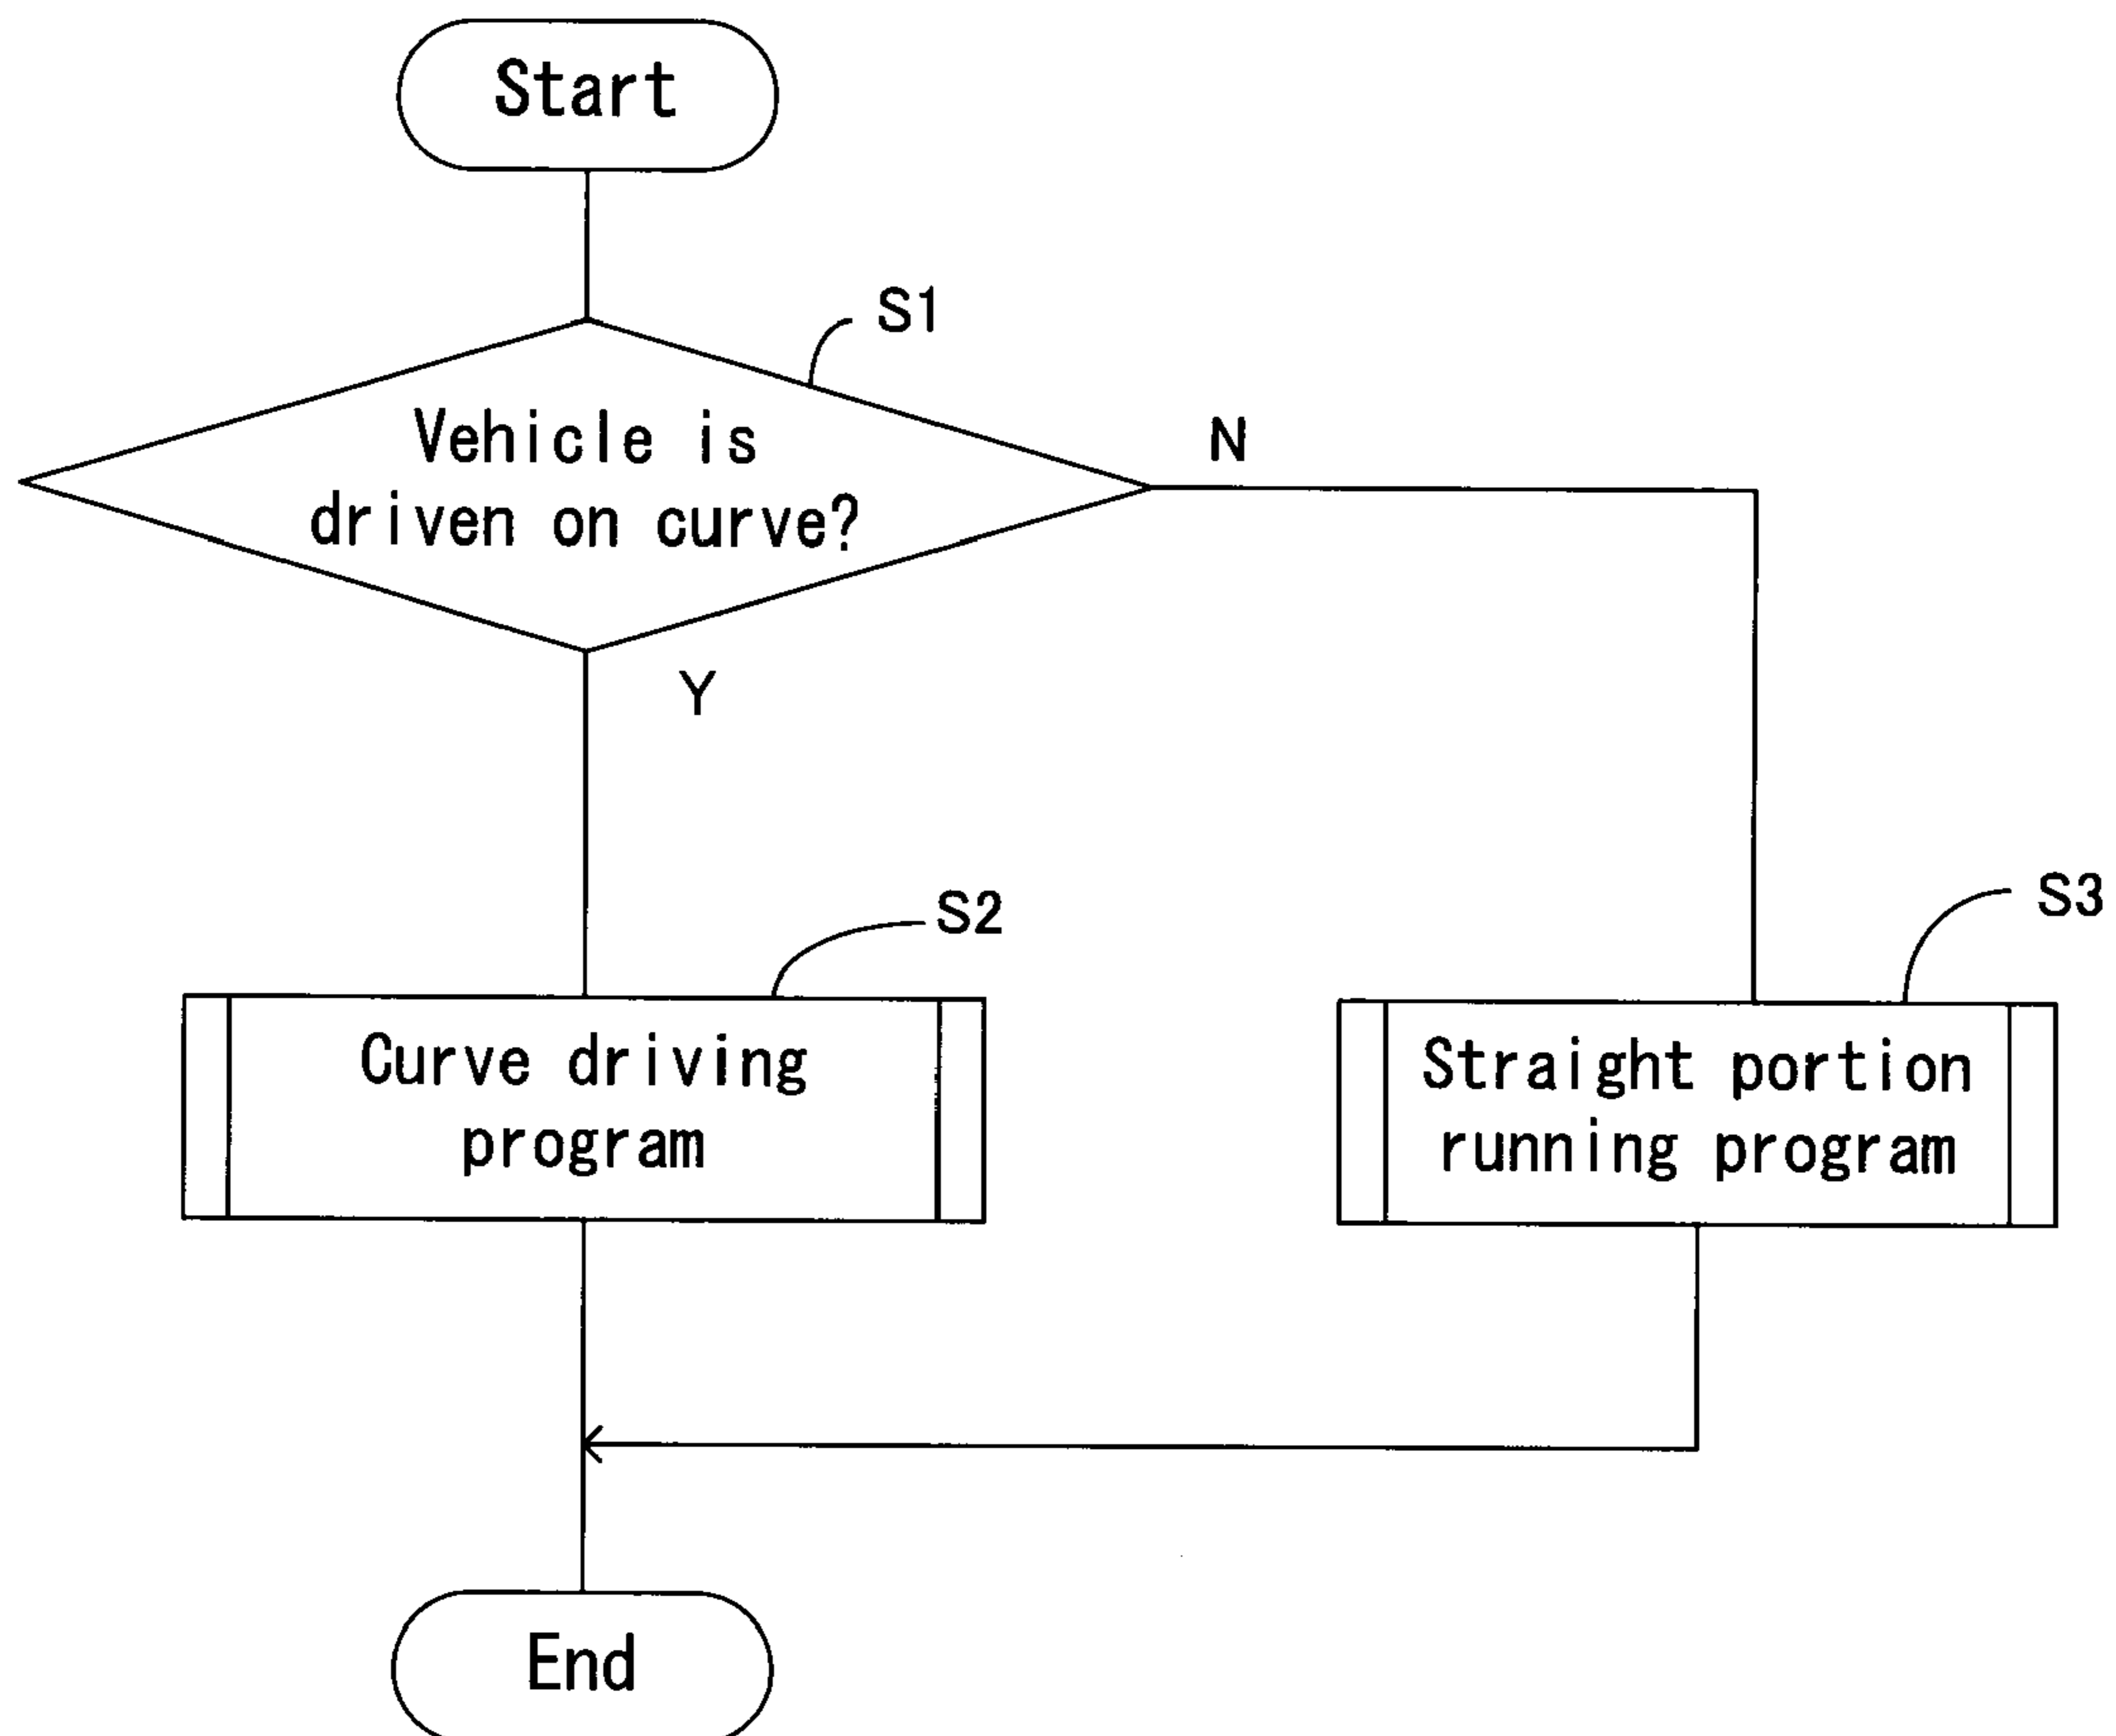 Start
S1
Vehicle is
driven on curve?
N
Y
S2
S3
Curve driving
program
Straight portion
running program
End